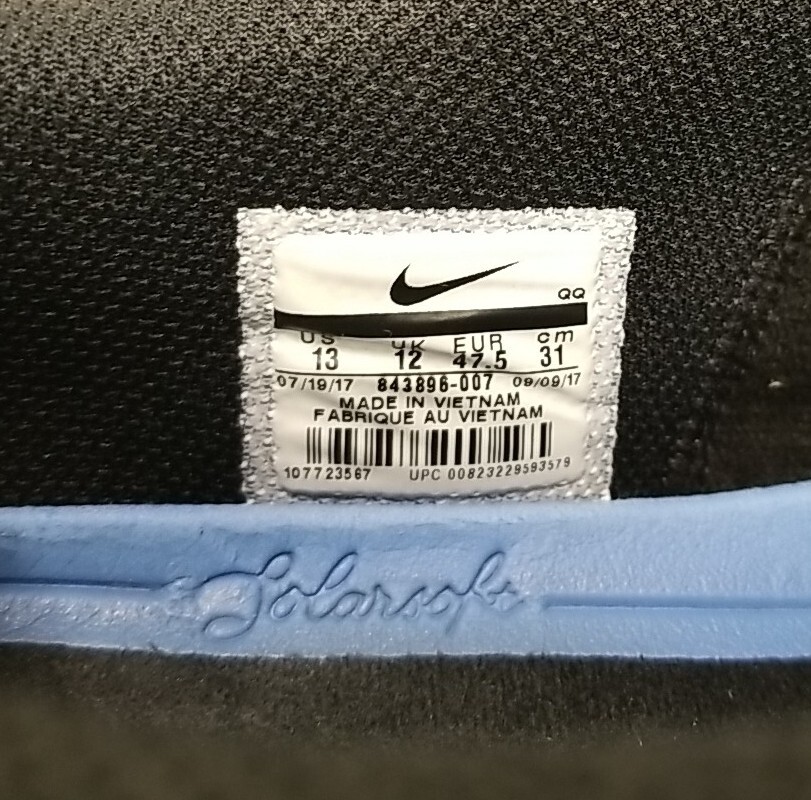 QQ
US UK EUR cm
13 12 47.5 31
07/19/17 843896-007 09/09/17
MADE IN VIETNAM
FABRIQUE AU VIETNAM
107723567 UPC 00823229593579
Solarsoft